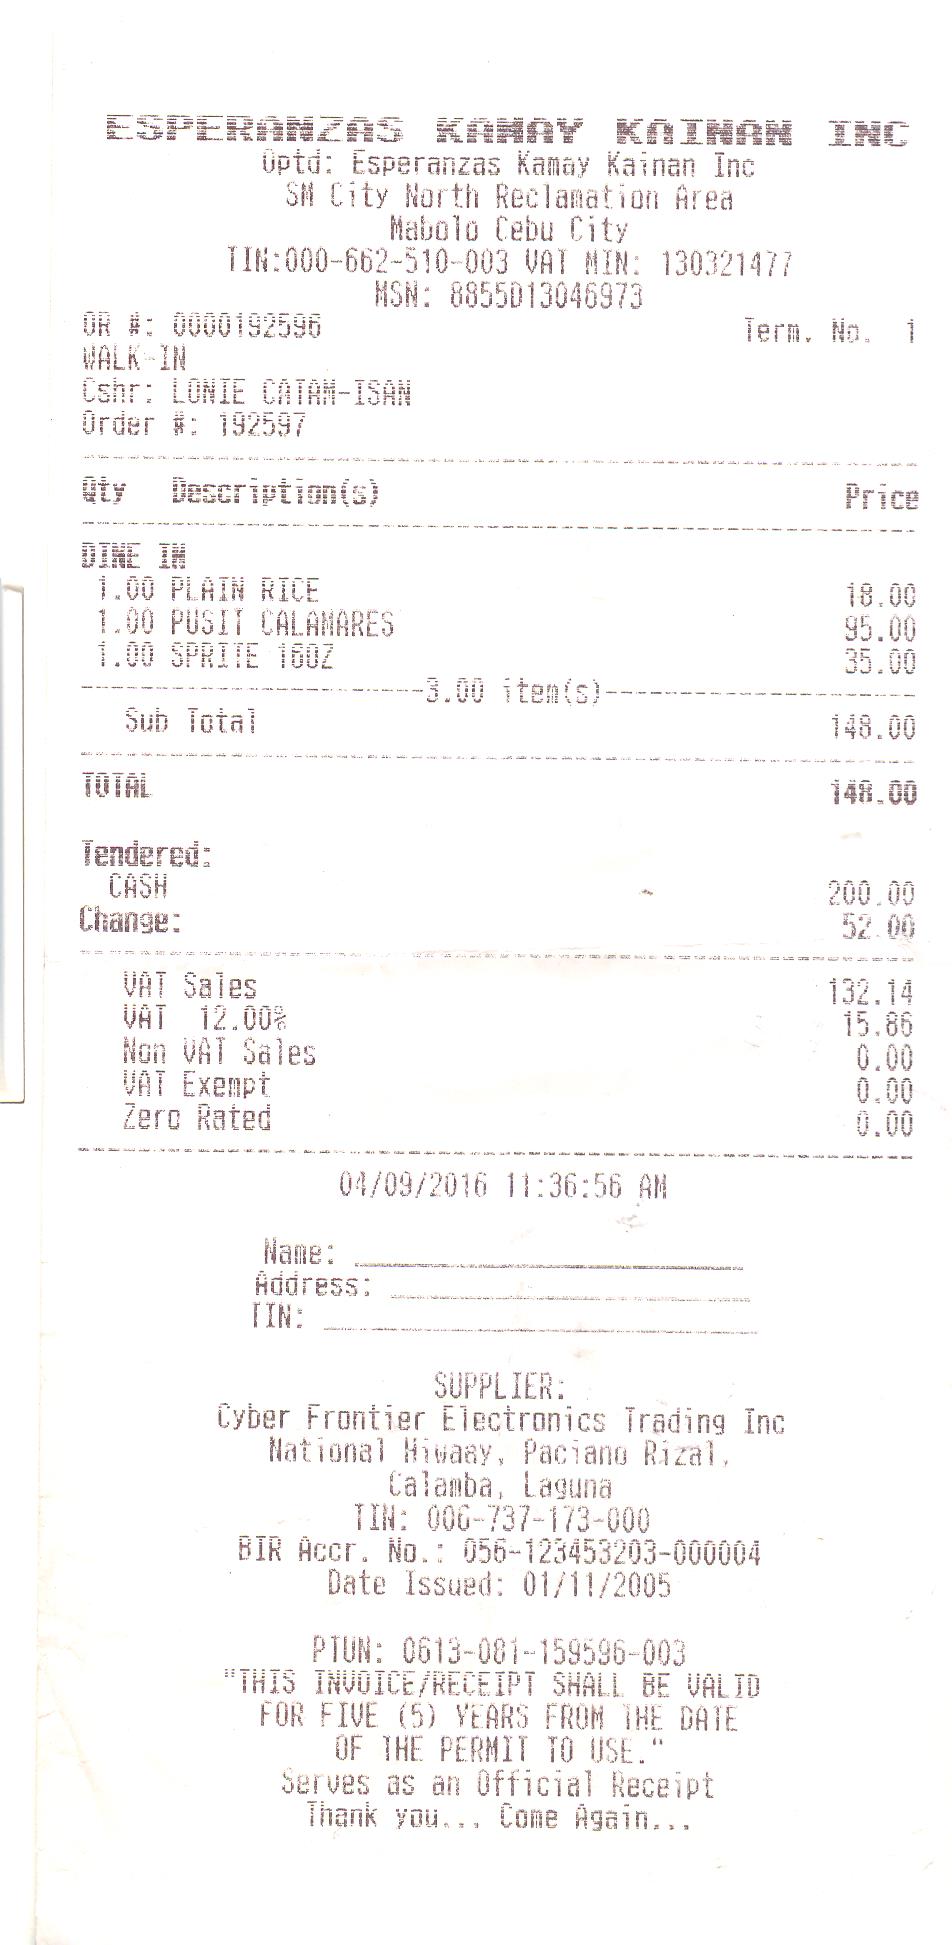 ESPERANZAS KAMAY KAINAN INC
Optd: Esperanzas Kamay Kainan Inc
SM City North Reclamation Area
Mabolo Cebu City
TIN:000-662-510-003 VAT MIN: 130321477
MSN: 8855D13046973
OR #: 0000192596 Term. No. 1
WALK-IN
Cshr: LONIE CATAM-ISAN
Order #: 192597
Qty Description(s) Price
DINE IN
1.00 PLAIN RICE 18.00
1.00 PUSIT CALAMARES 95.00
1.00 SPRITE 16OZ 35.00
3.00 item(s)
Sub Total 148.00
TOTAL 148.00
Tendered:
CASH 200.00
Change: 52.00
VAT Sales 132.14
VAT 12.00% 15.86
Non VAT Sales 0.00
VAT Exempt 0.00
Zero Rated 0.00
04/09/2016 11:36:56 AM
Name:
Address:
TIN:
SUPPLIER:
Cyber Frontier Electronics Trading Inc
National Hiwaay, Paciano Rizal,
Calamba, Laguna
TIN: 006-737-173-000
BIR Accr. No.: 056-123453203-000004
Date Issued: 01/11/2005
PTUN: 0613-081-159596-003
"THIS INVOICE/RECEIPT SHALL BE VALID
FOR FIVE (5) YEARS FROM THE DATE
OF THE PERMIT TO USE."
Serves as an Official Receipt
Thank you... Come Again...